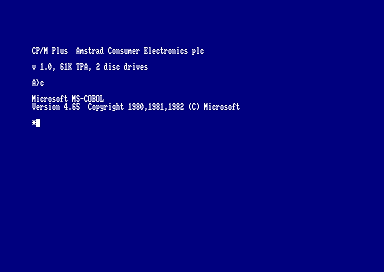 CP/M Plus  Amstrad Consumer Electronics plc
v 1.0, 61K TPA, 2 disc drives
A>c
Microsoft MS-COBOL
Version 4.65  Copyright 1980,1981,1982 (C) Microsoft
*